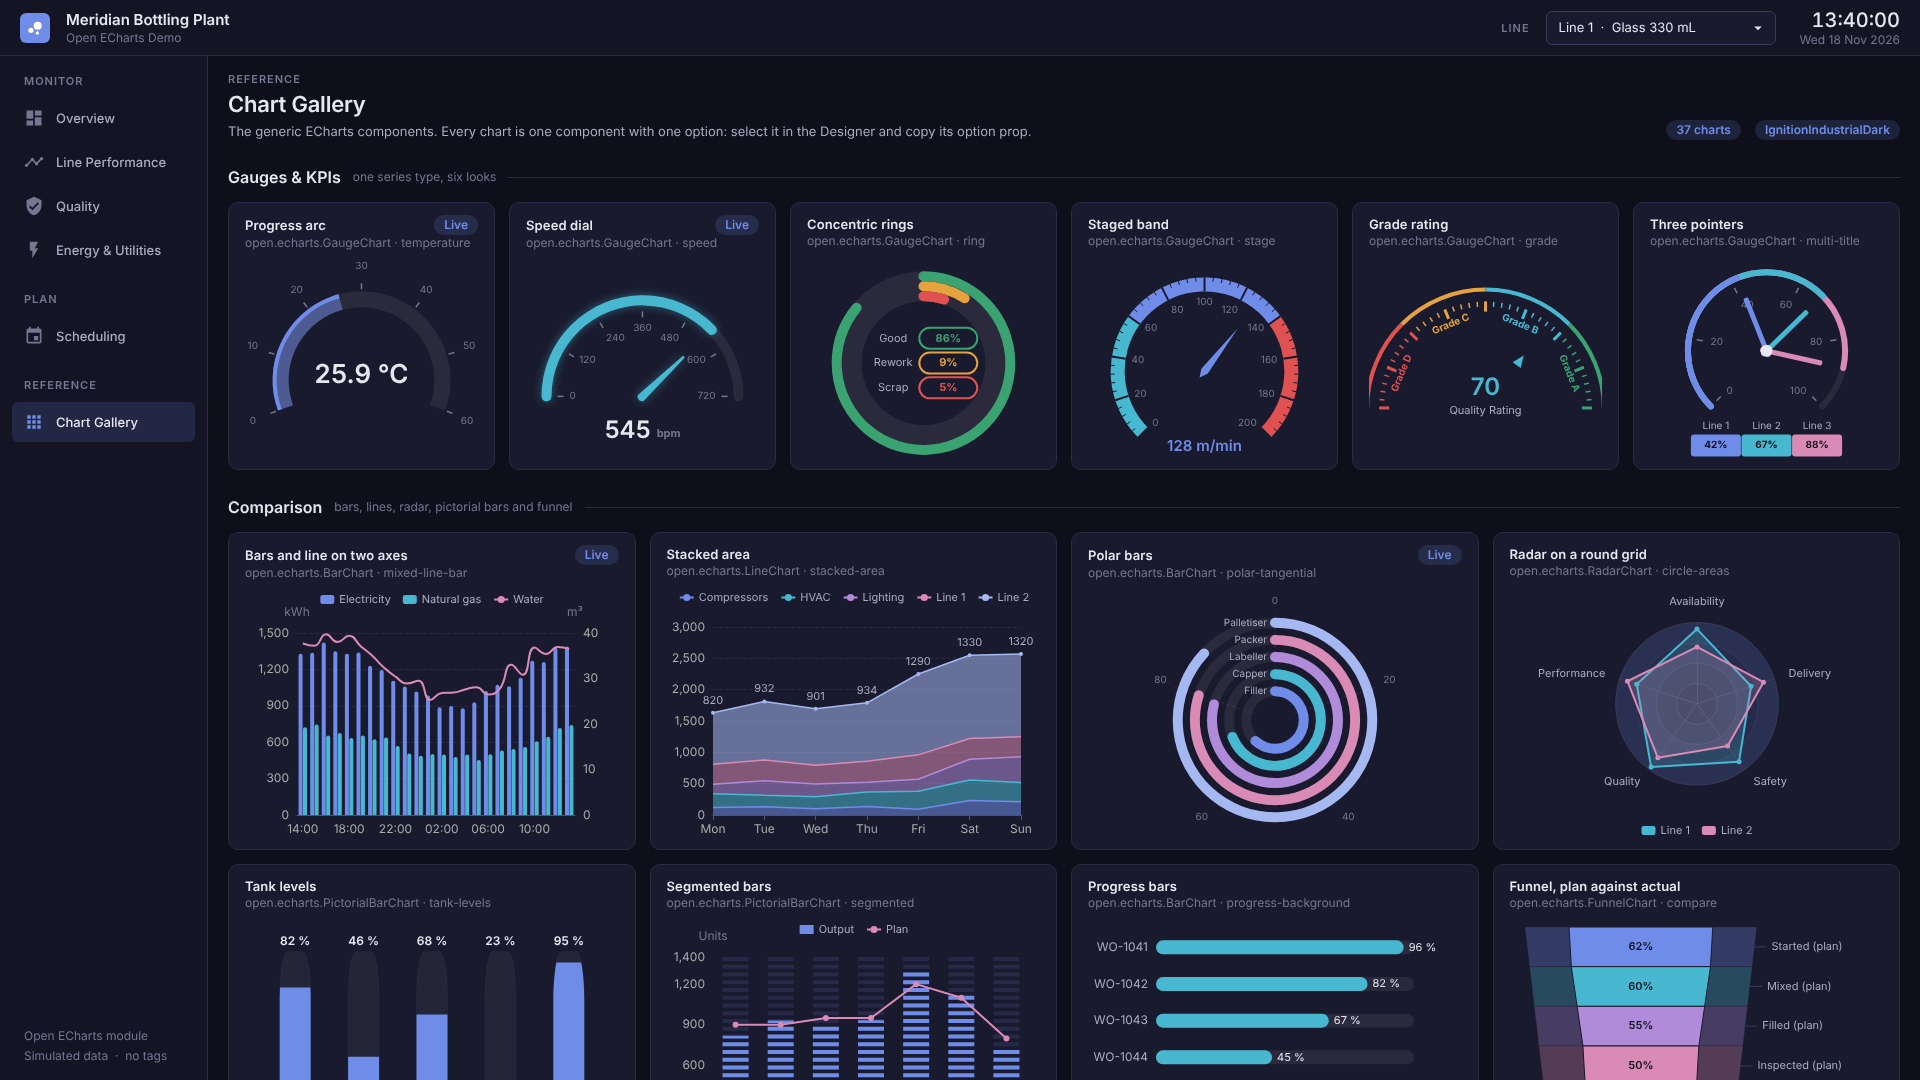 Meridian Bottling Plant
Open ECharts Demo
LINE
Line 1 · Glass 330 mL
13:40:00
Wed 18 Nov 2026
MONITOR
Overview
Line Performance
Quality
Energy & Utilities
PLAN
Scheduling
REFERENCE
Chart Gallery
Open ECharts module
Simulated data · no tags
REFERENCE
Chart Gallery
The generic ECharts components. Every chart is one component with one option: select it in the Designer and copy its option prop.
37 charts
IgnitionIndustrialDark
Gauges & KPIs one series type, six looks
Progress arc
Live
open.echarts.GaugeChart · temperature
0
10
20
30
40
50
60
25.9 °C
Speed dial
Live
open.echarts.GaugeChart · speed
0
120
240
360
480
600
720
545 bpm
Concentric rings
open.echarts.GaugeChart · ring
Good 86%
Rework 9%
Scrap 5%
Staged band
open.echarts.GaugeChart · stage
0
20
40
60
80
100
120
140
160
180
200
128 m/min
Grade rating
open.echarts.GaugeChart · grade
Grade D
Grade C
Grade B
Grade A
70
Quality Rating
Three pointers
open.echarts.GaugeChart · multi-title
0
20
40
60
80
100
Line 1 Line 2 Line 3
42% 67% 88%
Comparison bars, lines, radar, pictorial bars and funnel
Bars and line on two axes
Live
open.echarts.BarChart · mixed-line-bar
Electricity Natural gas Water
kWh m³
1,500 40
1,200 30
900
600 20
300 10
0 0
14:00 18:00 22:00 02:00 06:00 10:00
Stacked area
open.echarts.LineChart · stacked-area
Compressors HVAC Lighting Line 1 Line 2
3,000
2,500
2,000
1,500
1,000
500
0
820 932 901 934 1290 1330 1320
Mon Tue Wed Thu Fri Sat Sun
Polar bars
Live
open.echarts.BarChart · polar-tangential
0
20
40
60
80
Palletiser
Packer
Labeller
Capper
Filler
Radar on a round grid
open.echarts.RadarChart · circle-areas
Availability
Performance Delivery
Quality Safety
Line 1 Line 2
Tank levels
open.echarts.PictorialBarChart · tank-levels
82 % 46 % 68 % 23 % 95 %
Segmented bars
open.echarts.PictorialBarChart · segmented
Output Plan
Units
1,400
1,200
900
600
Progress bars
open.echarts.BarChart · progress-background
WO-1041 96 %
WO-1042 82 %
WO-1043 67 %
WO-1044 45 %
Funnel, plan against actual
open.echarts.FunnelChart · compare
62% Started (plan)
60% Mixed (plan)
55% Filled (plan)
50% Inspected (plan)